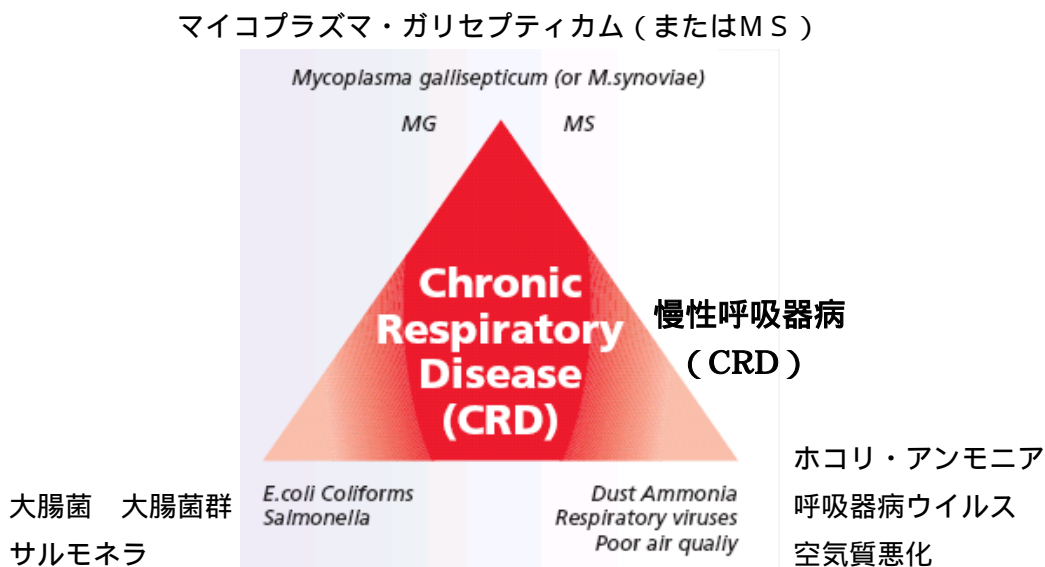 マイコプラズマ・ガリセプティカム（またはＭＳ）
Mycoplasma gallisepticum (or M.synoviae)
MG
MS
Chronic
Respiratory
Disease
(CRD)
慢性呼吸器病
（CRD）
大腸菌　大腸菌群
サルモネラ
E.coli Coliforms
Salmonella
Dust Ammonia
Respiratory viruses
Poor air qualiy
ホコリ・アンモニア
呼吸器病ウイルス
空気質悪化